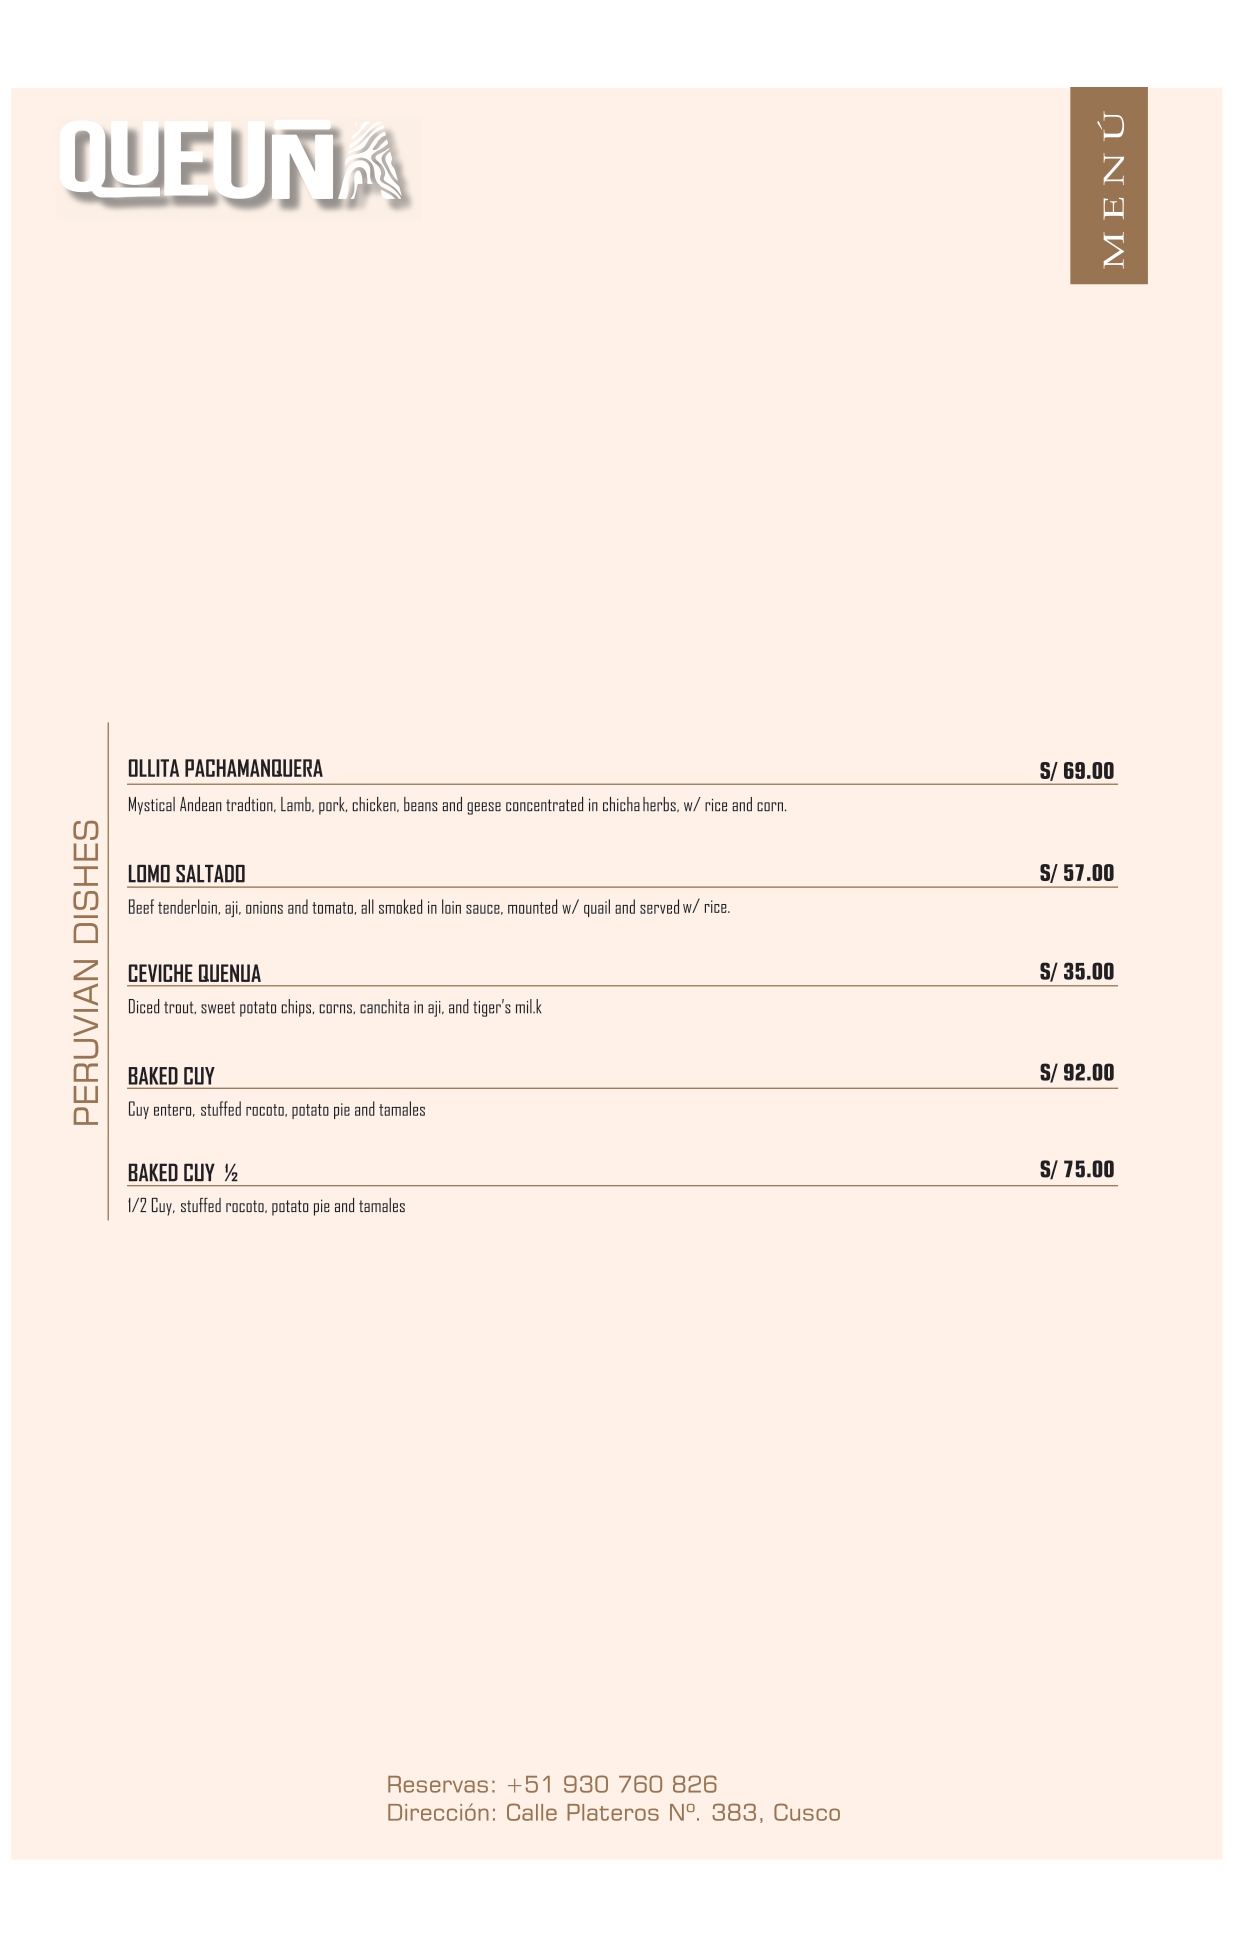 QUEUÑA
MENÚ
PERUVIAN DISHES
OLLITA PACHAMANQUERA S/ 69.00
Mystical Andean tradtion, Lamb, pork, chicken, beans and geese concentrated in chicha herbs, w/ rice and corn.
LOMO SALTADO S/ 57.00
Beef tenderloin, aji, onions and tomato, all smoked in loin sauce, mounted w/ quail and served w/ rice.
CEVICHE QUENUA S/ 35.00
Diced trout, sweet potato chips, corns, canchita in aji, and tiger's mil.k
BAKED CUY S/ 92.00
Cuy entero, stuffed rocoto, potato pie and tamales
BAKED CUY ½ S/ 75.00
1/2 Cuy, stuffed rocoto, potato pie and tamales
Reservas: +51 930 760 826
Dirección: Calle Plateros Nº. 383, Cusco